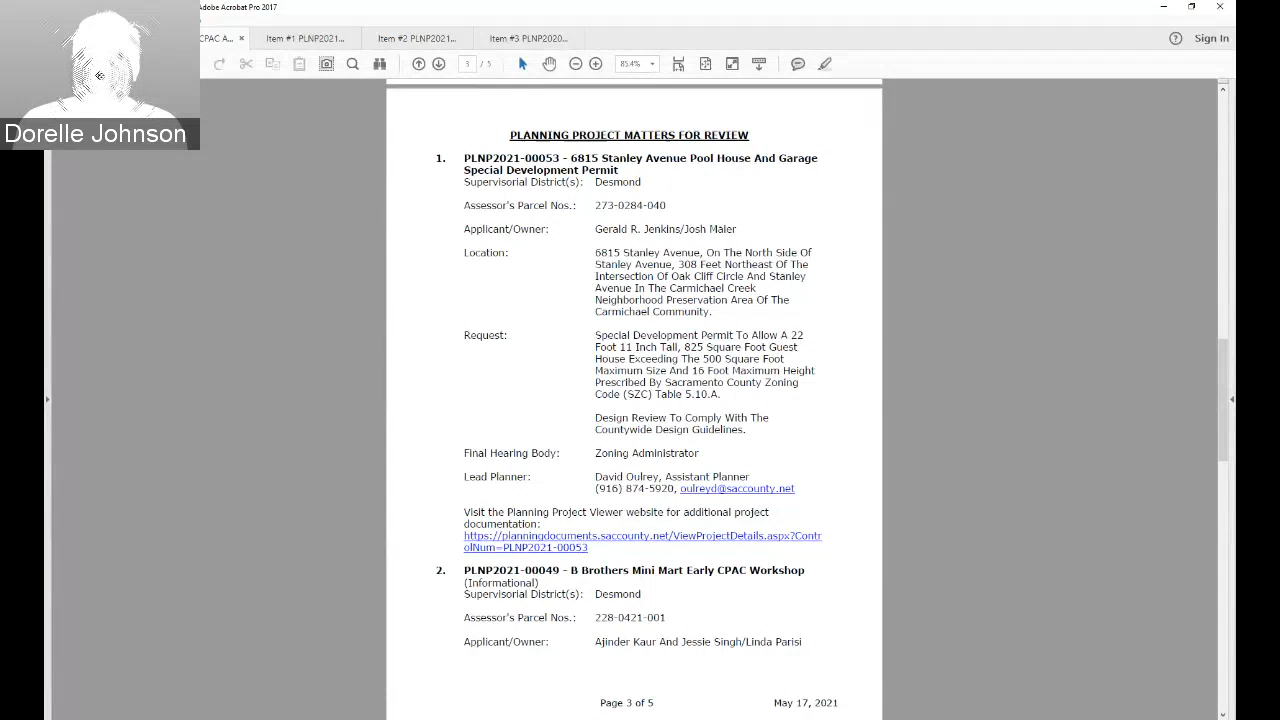 Adobe Acrobat Pro 2017
CPAC A... Item #1 PLNP2021... Item #2 PLNP2021... Item #3 PLNP2020... Sign In
3 / 5 85.4%
Dorelle Johnson
PLANNING PROJECT MATTERS FOR REVIEW
1. PLNP2021-00053 - 6815 Stanley Avenue Pool House And Garage
Special Development Permit
Supervisorial District(s): Desmond
Assessor's Parcel Nos.: 273-0284-040
Applicant/Owner: Gerald R. Jenkins/Josh Maler
Location: 6815 Stanley Avenue, On The North Side Of
Stanley Avenue, 308 Feet Northeast Of The
Intersection Of Oak Cliff Circle And Stanley
Avenue In The Carmichael Creek
Neighborhood Preservation Area Of The
Carmichael Community.
Request: Special Development Permit To Allow A 22
Foot 11 Inch Tall, 825 Square Foot Guest
House Exceeding The 500 Square Foot
Maximum Size And 16 Foot Maximum Height
Prescribed By Sacramento County Zoning
Code (SZC) Table 5.10.A.
Design Review To Comply With The
Countywide Design Guidelines.
Final Hearing Body: Zoning Administrator
Lead Planner: David Oulrey, Assistant Planner
(916) 874-5920, oulreyd@saccounty.net
Visit the Planning Project Viewer website for additional project
documentation:
https://planningdocuments.saccounty.net/ViewProjectDetails.aspx?Contr
olNum=PLNP2021-00053
2. PLNP2021-00049 - B Brothers Mini Mart Early CPAC Workshop
(Informational)
Supervisorial District(s): Desmond
Assessor's Parcel Nos.: 228-0421-001
Applicant/Owner: Ajinder Kaur And Jessie Singh/Linda Parisi
Page 3 of 5 May 17, 2021